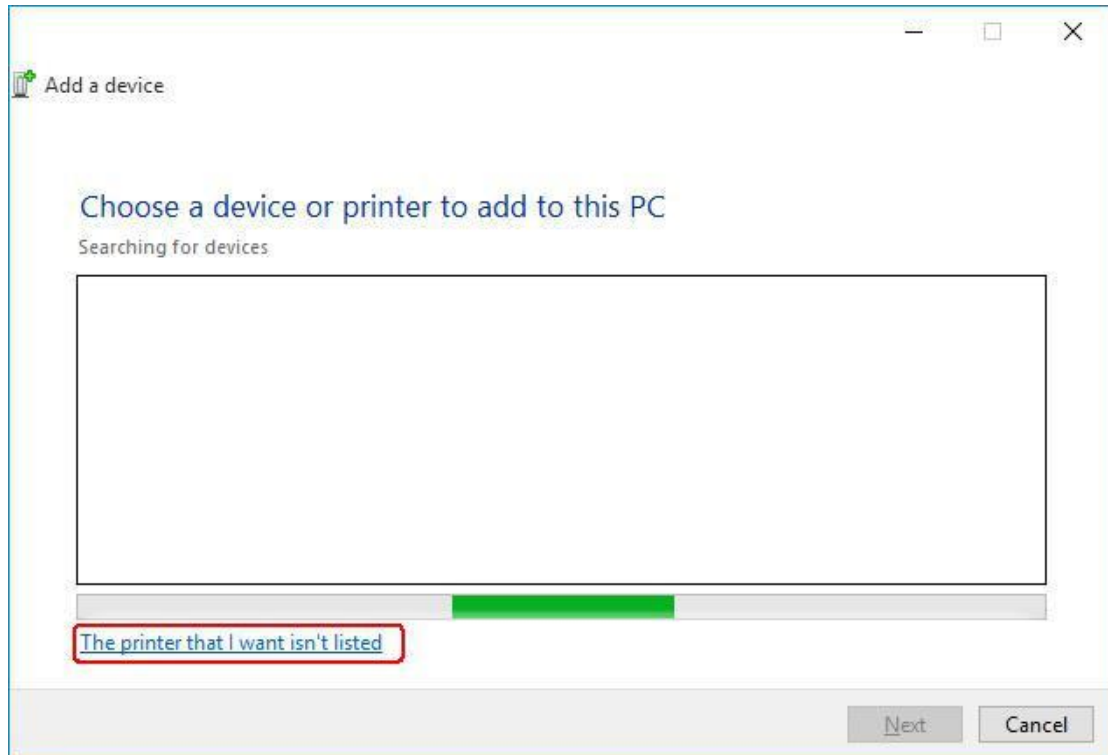 Add a device
Choose a device or printer to add to this PC
Searching for devices
The printer that I want isn't listed
Next Cancel